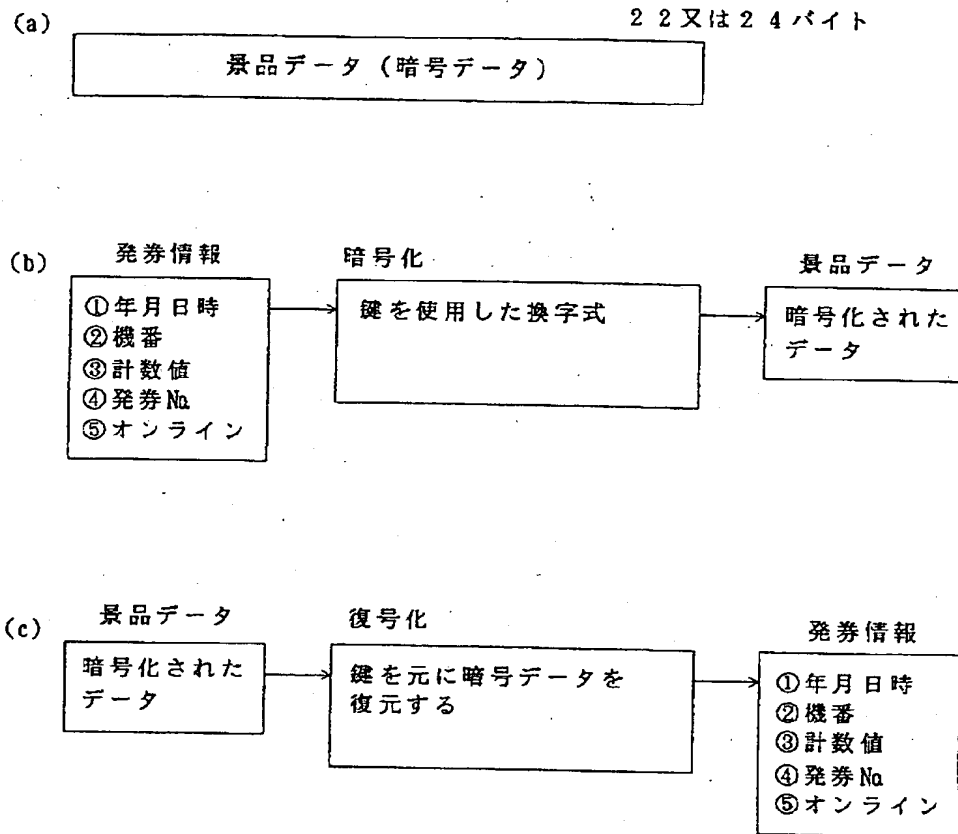 (a)
22又は24バイト
景品データ(暗号データ)
(b)
発券情報
暗号化
景品データ
①年月日時
②機番
③計数値
④発券№
⑤オンライン
鍵を使用した換字式
暗号化された
データ
(c)
景品データ
復号化
発券情報
暗号化された
データ
鍵を元に暗号データを
復元する
①年月日時
②機番
③計数値
④発券№
⑤オンライン